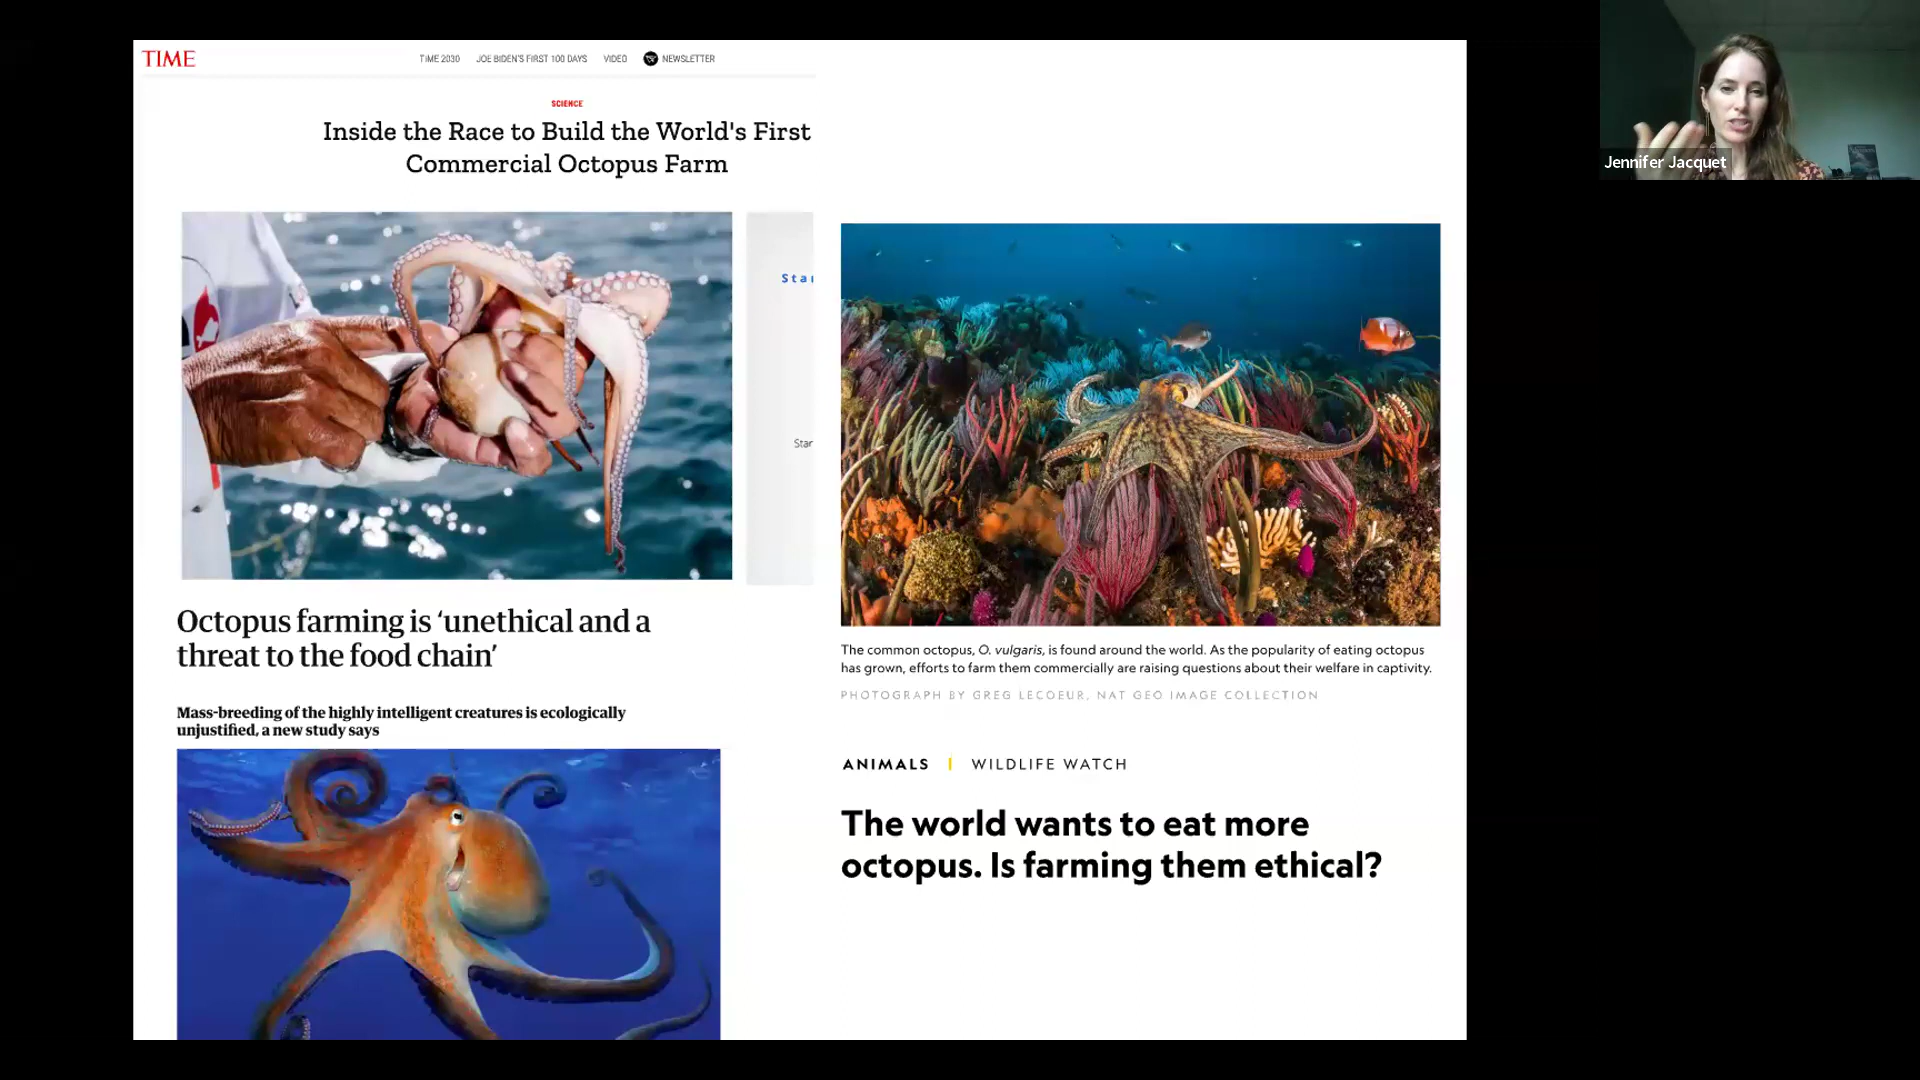 TIME
TIME 2030 JOE BIDEN'S FIRST 100 DAYS VIDEO NEWSLETTER
SCIENCE
Inside the Race to Build the World's First
Commercial Octopus Farm
Star
Star
Octopus farming is ‘unethical and a
threat to the food chain’
Mass-breeding of the highly intelligent creatures is ecologically
unjustified, a new study says
The common octopus, O. vulgaris, is found around the world. As the popularity of eating octopus
has grown, efforts to farm them commercially are raising questions about their welfare in captivity.
PHOTOGRAPH BY GREG LECOEUR, NAT GEO IMAGE COLLECTION
ANIMALS | WILDLIFE WATCH
The world wants to eat more
octopus. Is farming them ethical?
Jennifer Jacquet